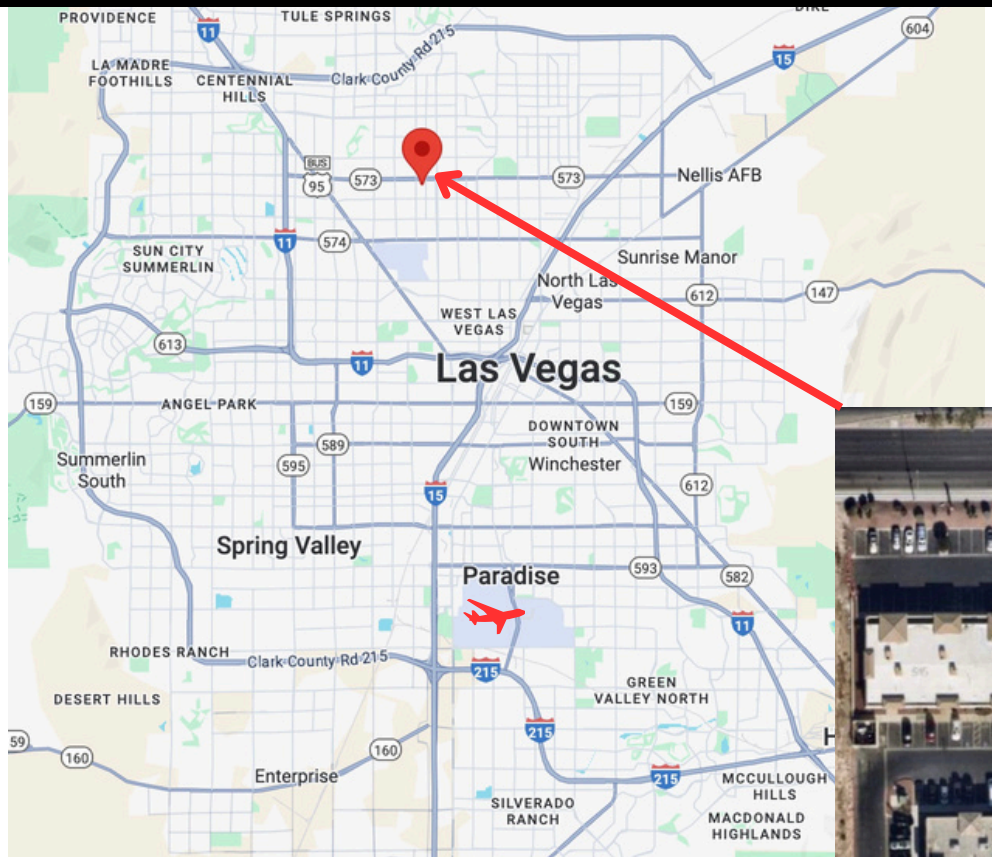 PROVIDENCE
TULE SPRINGS
11
15
604
LA MADRE
FOOTHILLS
CENTENNIAL
HILLS
Clark County Rd 215
BUS
95
573
573
Nellis AFB
11
574
SUN CITY
SUMMERLIN
Sunrise Manor
North Las
Vegas
612
147
WEST LAS
VEGAS
613
11
Las Vegas
159
ANGEL PARK
159
589
DOWNTOWN
SOUTH
Winchester
595
Summerlin
South
612
15
Spring Valley
Paradise
593
582
11
RHODES RANCH
Clark County Rd 215
215
DESERT HILLS
GREEN
VALLEY NORTH
215
59
160
160
H
Enterprise
215
MCCULLOUGH
HILLS
SILVERADO
RANCH
MACDONALD
HIGHLANDS